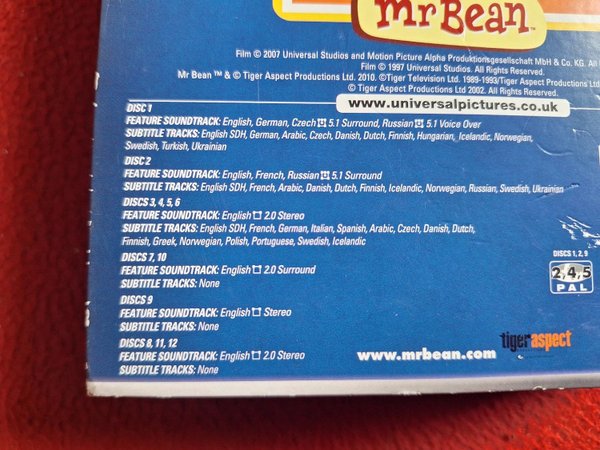 Mr Bean™
Film © 2007 Universal Studios and Motion Picture Alpha Produktionsgesellschaft MbH & Co. KG. All
Film © 1997 Universal Studios. All Rights Reserved.
Mr Bean ™ & © Tiger Aspect Productions Ltd. 2010. ©Tiger Television Ltd. 1989-1993/Tiger Aspect Productions Ltd
© Tiger Aspect Productions Ltd 2002. All Rights Reserved.
www.universalpictures.co.uk
DISC 1
FEATURE SOUNDTRACK: English, German, Czech 5.1 Surround, Russian 5.1 Voice Over
SUBTITLE TRACKS: English SDH, German, Arabic, Czech, Danish, Dutch, Finnish, Hungarian, Icelandic, Norwegian,
Swedish, Turkish, Ukrainian
DISC 2
FEATURE SOUNDTRACK: English, French, Russian 5.1 Surround
SUBTITLE TRACKS: English SDH, French, Arabic, Danish, Dutch, Finnish, Icelandic, Norwegian, Russian, Swedish, Ukrainian
DISCS 3, 4, 5, 6
FEATURE SOUNDTRACK: English 2.0 Stereo
SUBTITLE TRACKS: English SDH, French, German, Italian, Spanish, Arabic, Czech, Danish, Dutch,
Finnish, Greek, Norwegian, Polish, Portuguese, Swedish, Icelandic
DISCS 7, 10
FEATURE SOUNDTRACK: English 2.0 Surround
SUBTITLE TRACKS: None
DISCS 9
FEATURE SOUNDTRACK: English Stereo
SUBTITLE TRACKS: None
DISCS 8, 11, 12
FEATURE SOUNDTRACK: English 2.0 Stereo
SUBTITLE TRACKS: None
DISCS 1, 2, 9
2,4,5
PAL
www.mrbean.com
tigeraspect